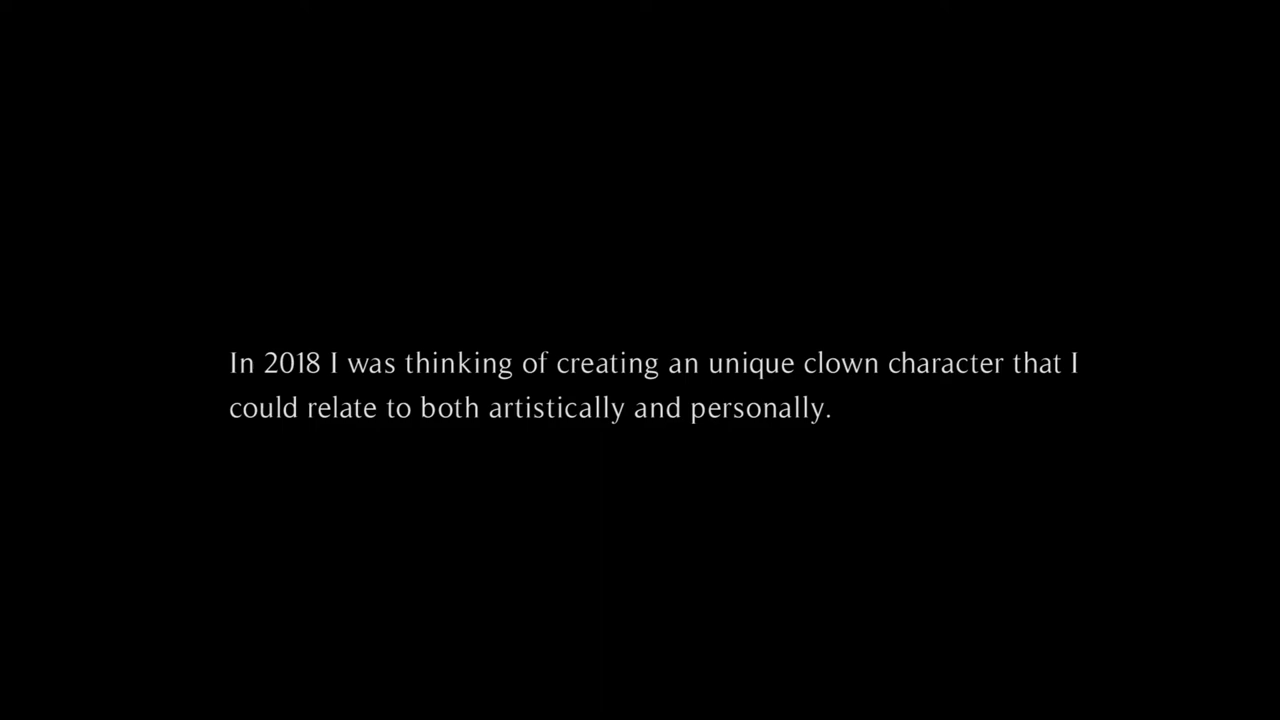 In 2018 I was thinking of creating an unique clown character that I
could relate to both artistically and personally.